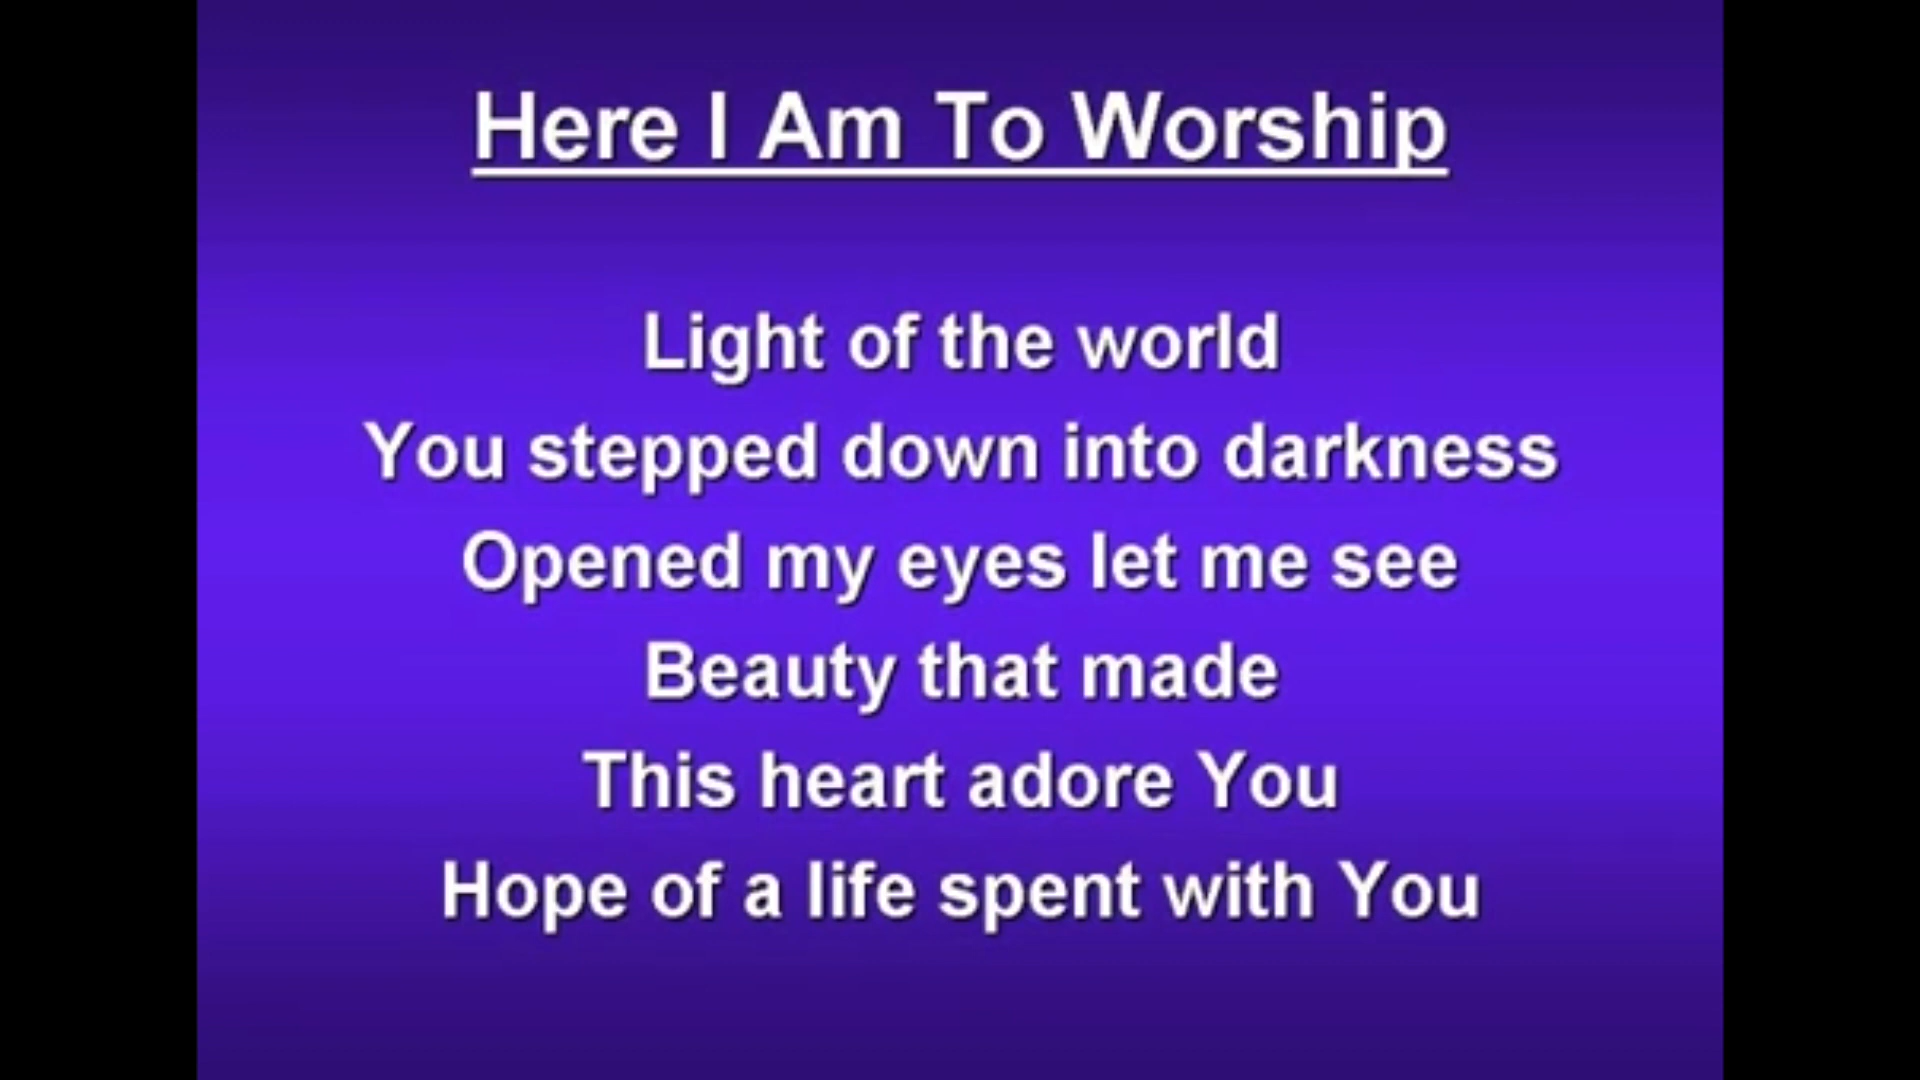 Here I Am To Worship
Light of the world
You stepped down into darkness
Opened my eyes let me see
Beauty that made
This heart adore You
Hope of a life spent with You